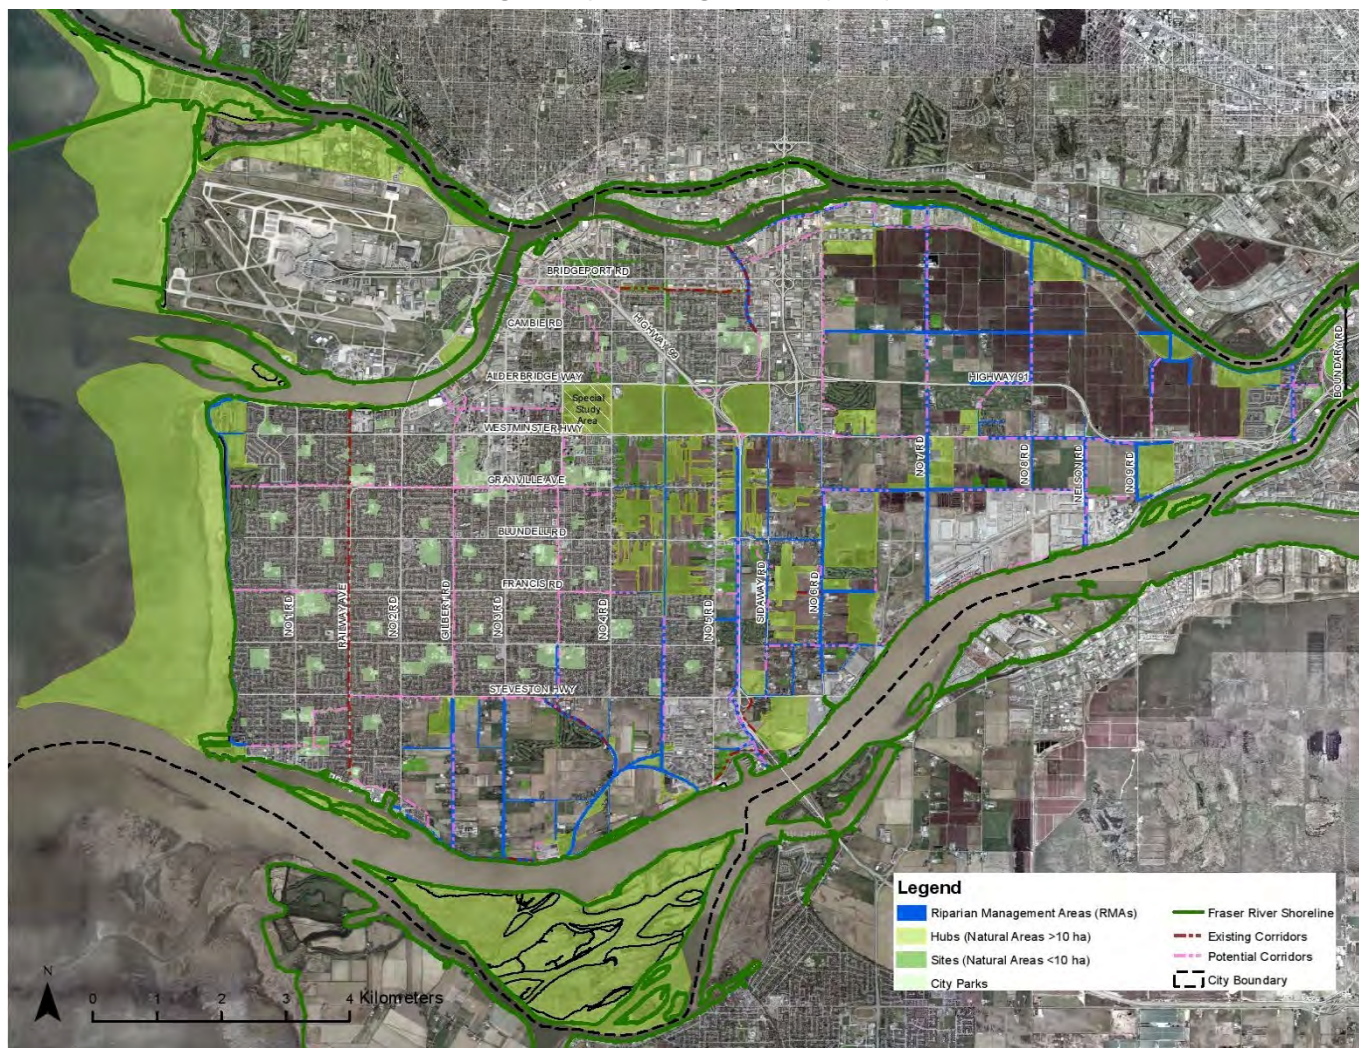 BRIDGEPORT RD
CAMBIE RD
HIGHWAY 99
BOUNDARY RD
ALDERBRIDGE WAY
HIGHWAY 91
Special
Study
Area
WESTMINSTER HWY
NO 7 RD
NO 8 RD
NELSON RD
NO 9 RD
GRANVILLE AVE
BLUNDELL RD
FRANCIS RD
NO 1 RD
RAILWAY AVE
NO 2 RD
GILBERT RD
NO 3 RD
NO 4 RD
NO 5 RD
SIDAWAY RD
NO 6 RD
STEVESTON HWY
Legend
Riparian Management Areas (RMAs)
Hubs (Natural Areas >10 ha)
Sites (Natural Areas <10 ha)
City Parks
Fraser River Shoreline
Existing Corridors
Potential Corridors
City Boundary
N
0 1 2 3 4 Kilometers